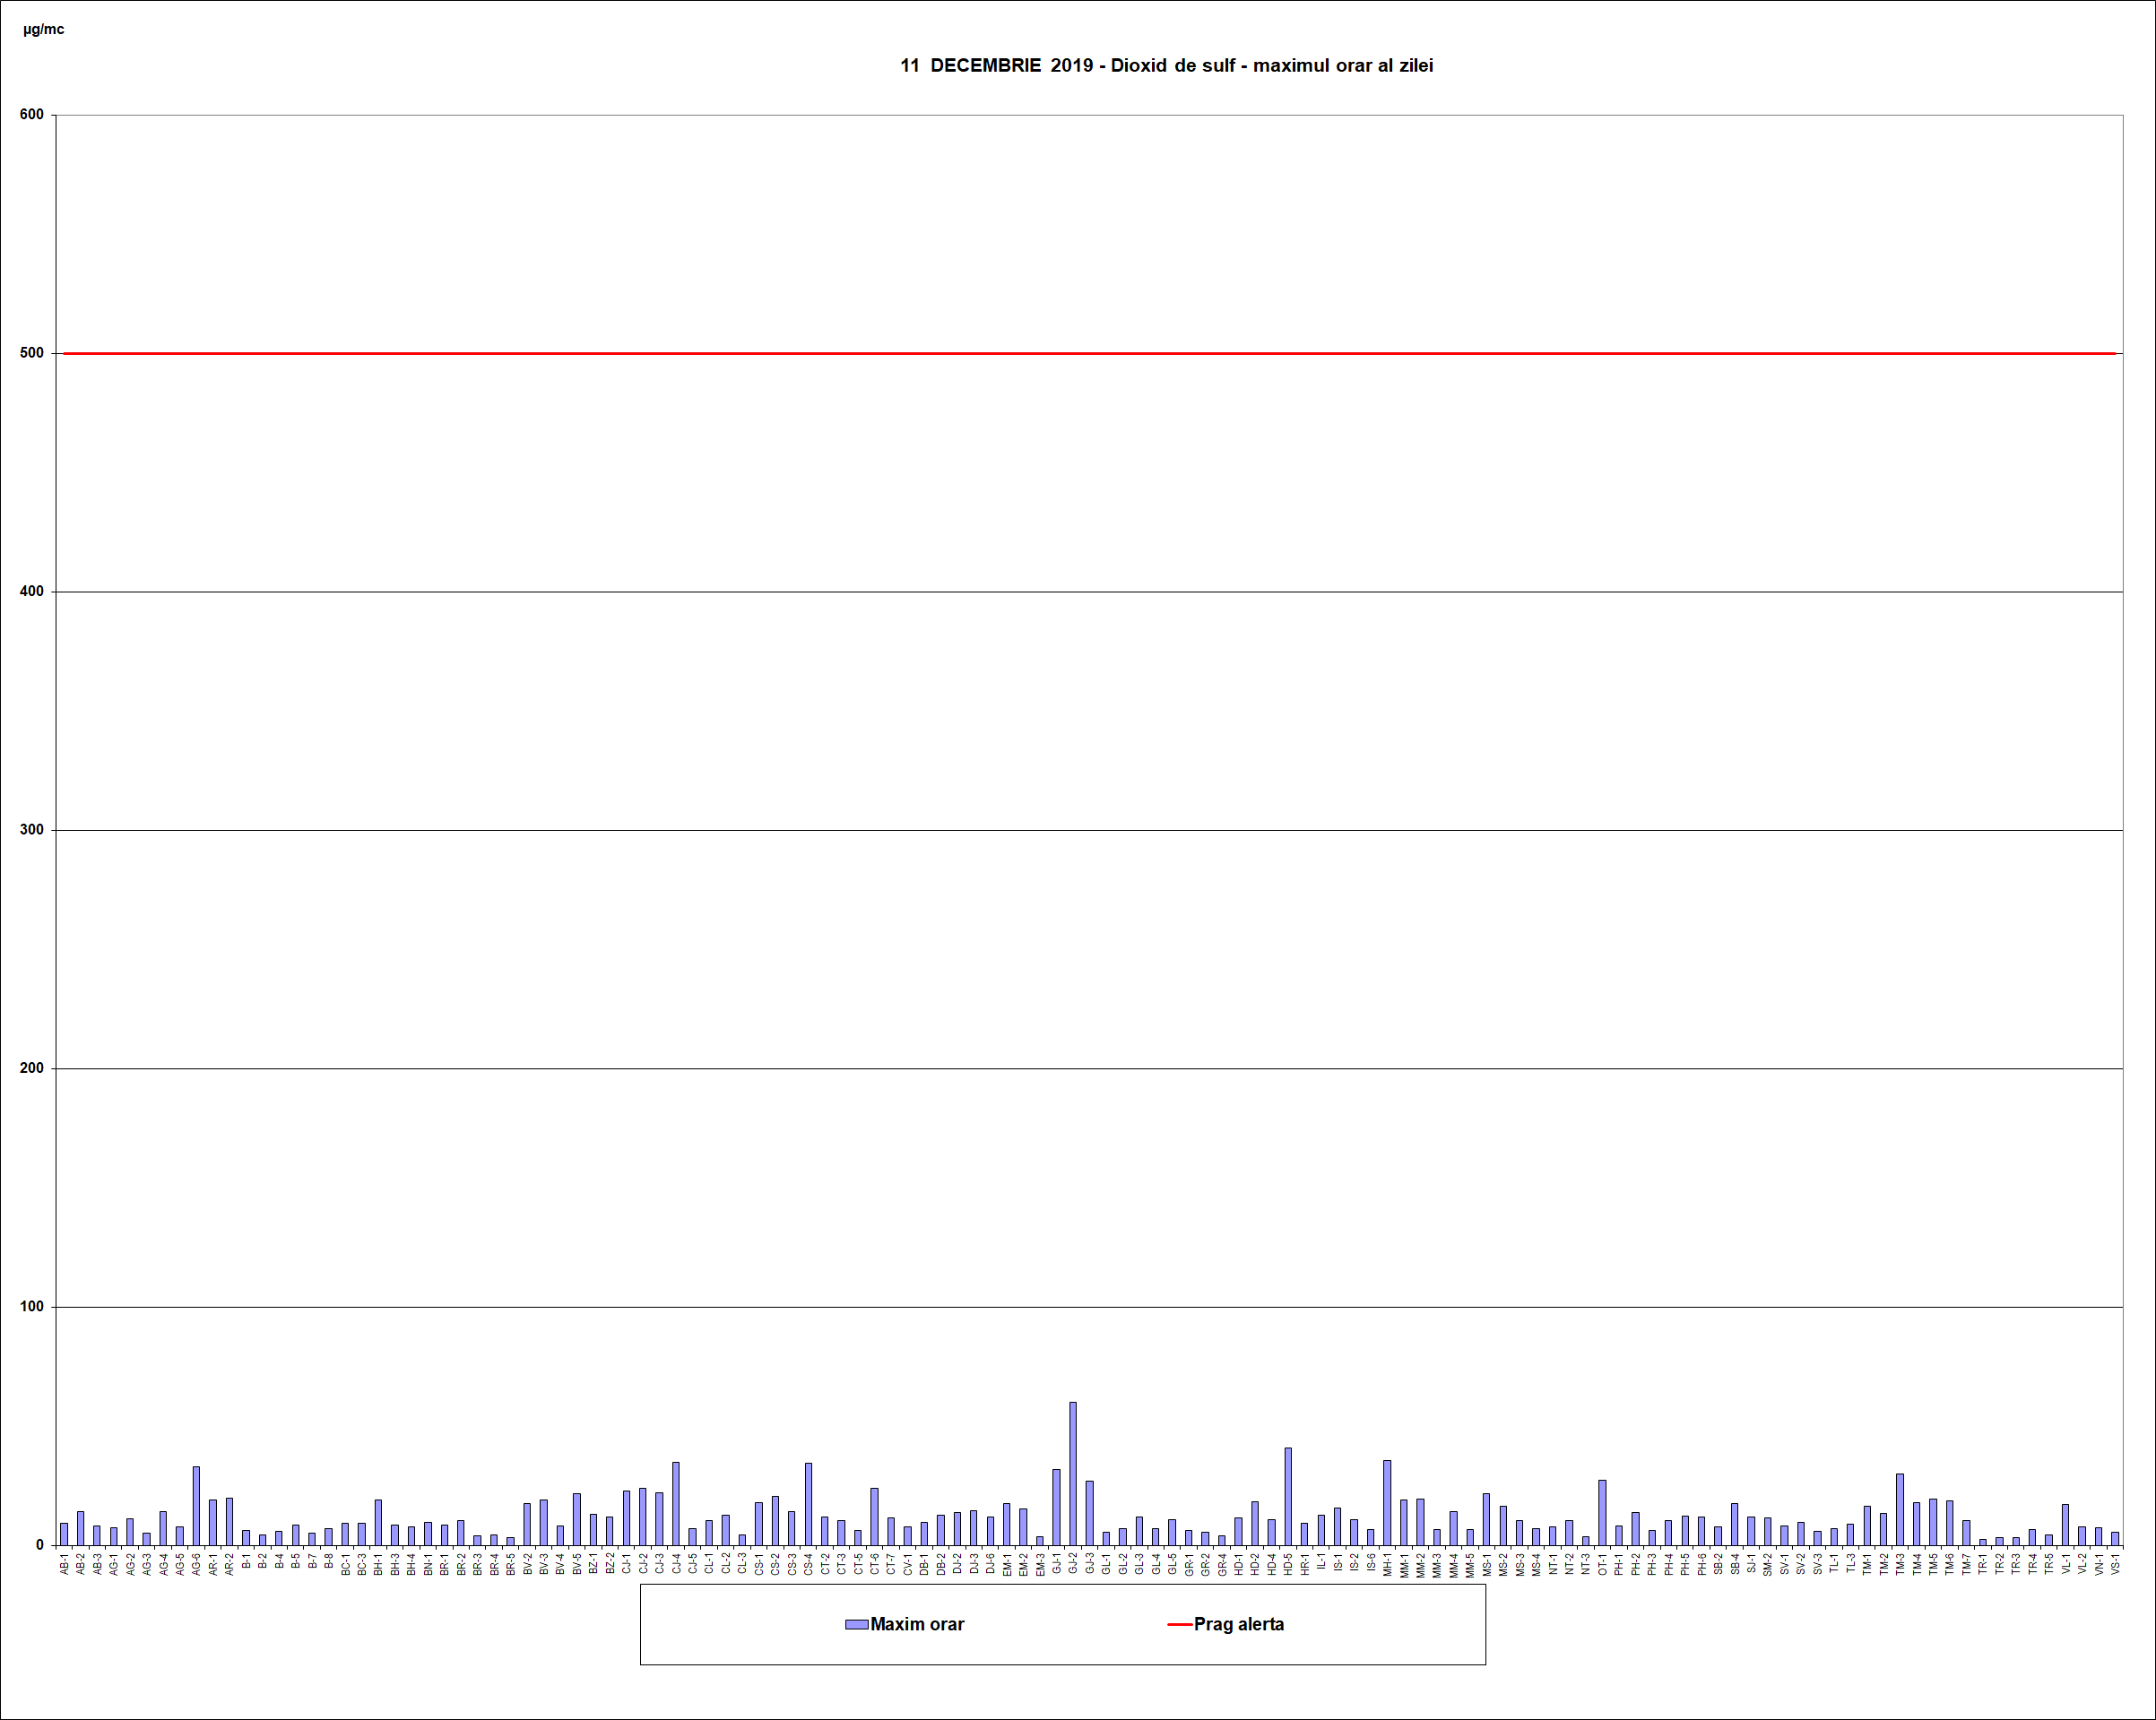 µg/mc
11 DECEMBRIE 2019 - Dioxid de sulf - maximul orar al zilei
600
500
400
300
200
100
0
AB-1 AB-2 AB-3 AG-1 AG-2 AG-3 AG-4 AG-5 AG-6 AR-1 AR-2 B-1 B-2 B-4 B-5 B-7 B-8 BC-1 BC-3 BH-1 BH-3 BH-4 BN-1 BR-1 BR-2 BR-3 BR-4 BR-5 BV-2 BV-3 BV-4 BV-5 BZ-1 BZ-2 CJ-1 CJ-2 CJ-3 CJ-4 CJ-5 CL-1 CL-2 CL-3 CS-1 CS-2 CS-3 CS-4 CT-2 CT-3 CT-5 CT-6 CT-7 CV-1 DB-1 DB-2 DJ-2 DJ-3 DJ-6 EM-1 EM-2 EM-3 GJ-1 GJ-2 GJ-3 GL-1 GL-2 GL-3 GL-4 GL-5 GR-1 GR-2 GR-4 HD-1 HD-2 HD-4 HD-5 HR-1 IL-1 IS-1 IS-2 IS-6 MH-1 MM-1 MM-2 MM-3 MM-4 MM-5 MS-1 MS-2 MS-3 MS-4 NT-1 NT-2 NT-3 OT-1 PH-1 PH-2 PH-3 PH-4 PH-5 PH-6 SB-2 SB-4 SJ-1 SM-2 SV-1 SV-2 SV-3 TL-1 TL-3 TM-1 TM-2 TM-3 TM-4 TM-5 TM-6 TM-7 TR-1 TR-2 TR-3 TR-4 TR-5 VL-1 VL-2 VN-1 VS-1
Maxim orar Prag alerta